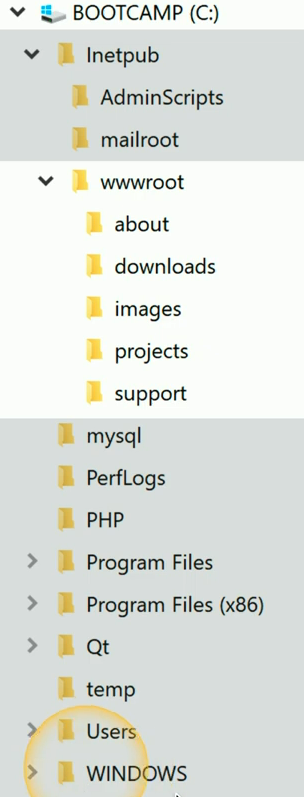 BOOTCAMP (C:)
Inetpub
AdminScripts
mailroot
wwwroot
about
downloads
images
projects
support
mysql
PerfLogs
PHP
Program Files
Program Files (x86)
Qt
temp
Users
WINDOWS